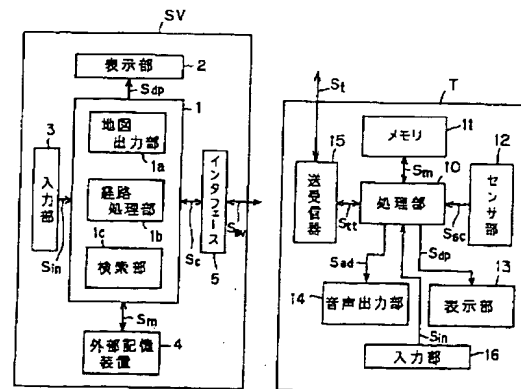 SV
表示部 2
Sdp
1
地図
出力部
1a
経路
処理部
1b
1c
検索部
3
入力部
Sin
Sc
インタフェース
5
Ssv
Sm
外部記憶
装置
4
T
St
メモリ
11
15
送受信器
Stt
Sm
10
処理部
12
センサ部
Ssc
Sad
Sdp
14
音声出力部
13
表示部
Sin
入力部
16